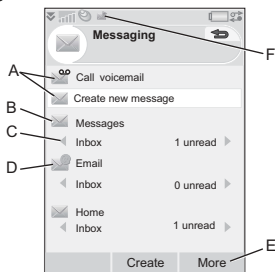 Messaging
F
A
Call voicemail
Create new message
B
Messages
C
Inbox 1 unread
D
Email
Inbox 0 unread
Home
Inbox 1 unread
E
Create More